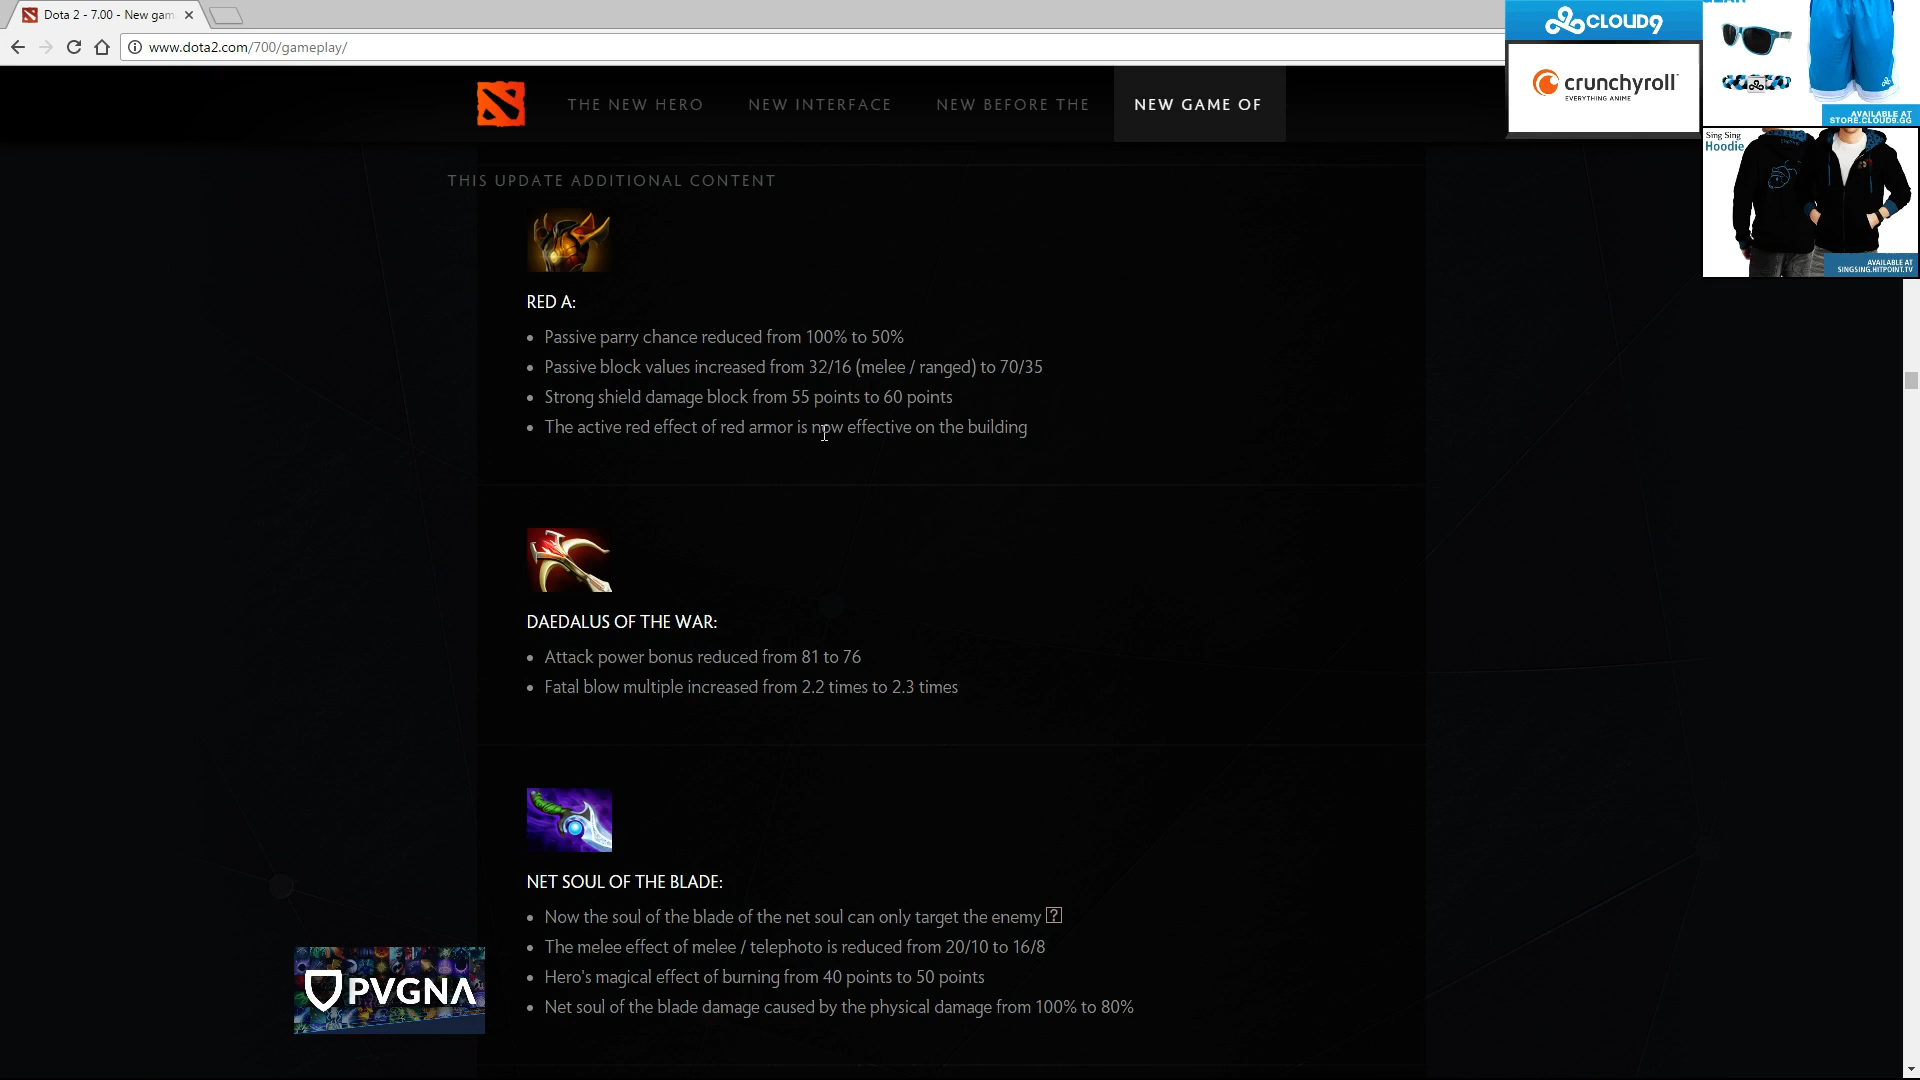 Dota 2 - 7.00 - New gam
www.dota2.com/700/gameplay/
CLOUD9
crunchyroll
EVERYTHING ANIME
AVAILABLE AT
STORE.CLOUD9.GG
Sing Sing
Hoodie
AVAILABLE AT
SINGSING.HITPOINT.TV
THE NEW HERO
NEW INTERFACE
NEW BEFORE THE
NEW GAME OF
THIS UPDATE ADDITIONAL CONTENT
RED A:
• Passive parry chance reduced from 100% to 50%
• Passive block values increased from 32/16 (melee / ranged) to 70/35
• Strong shield damage block from 55 points to 60 points
• The active red effect of red armor is now effective on the building
DAEDALUS OF THE WAR:
• Attack power bonus reduced from 81 to 76
• Fatal blow multiple increased from 2.2 times to 2.3 times
NET SOUL OF THE BLADE:
• Now the soul of the blade of the net soul can only target the enemy [?]
• The melee effect of melee / telephoto is reduced from 20/10 to 16/8
• Hero's magical effect of burning from 40 points to 50 points
• Net soul of the blade damage caused by the physical damage from 100% to 80%
PVGNA